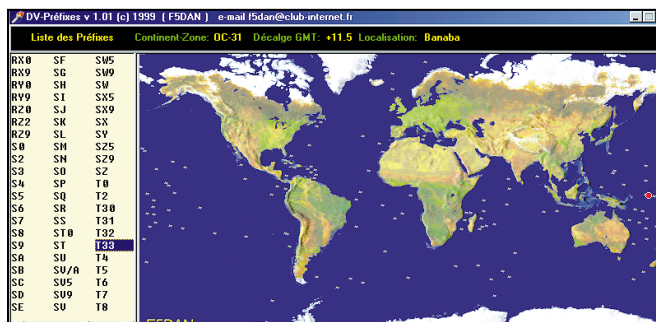 DV-Préfixes v 1.01 (c) 1999 ( F5DAN ) e-mail f5dan@club-internet.fr
Liste des Préfixes Continent-Zone: OC-31 Décalge GMT: +11.5 Localisation: Banaba
RX0 SF SW5
RX9 SG SW9
RY0 SH SW
RY9 SI SX5
RZ0 SJ SX9
RZ2 SK SX
RZ9 SL SY
S0 SM SZ5
S2 SN SZ9
S3 SO SZ
S4 SP T0
S5 SQ T2
S6 SR T30
S7 SS T31
S8 ST0 T32
S9 ST T33
SA SU T4
SB SV/A T5
SC SV5 T6
SD SV9 T7
SE SV T8
F5DAN